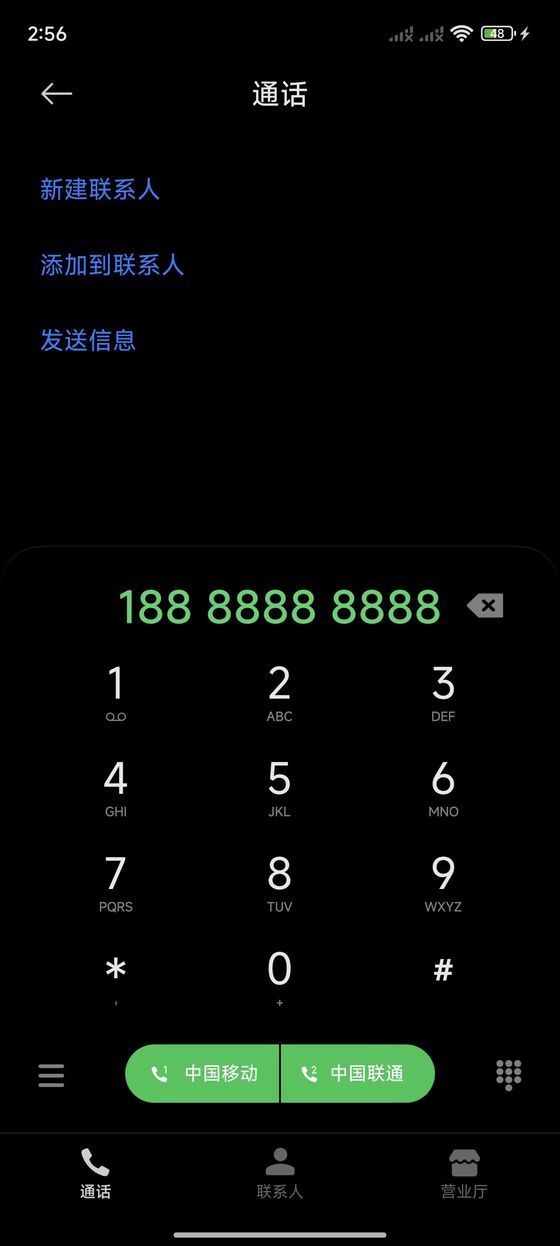 2:56
48
通话
新建联系人
添加到联系人
发送信息
188 8888 8888
1 2 3
ABC DEF
4 5 6
GHI JKL MNO
7 8 9
PQRS TUV WXYZ
* 0 #
, +
1 中国移动 2 中国联通
通话 联系人 营业厅